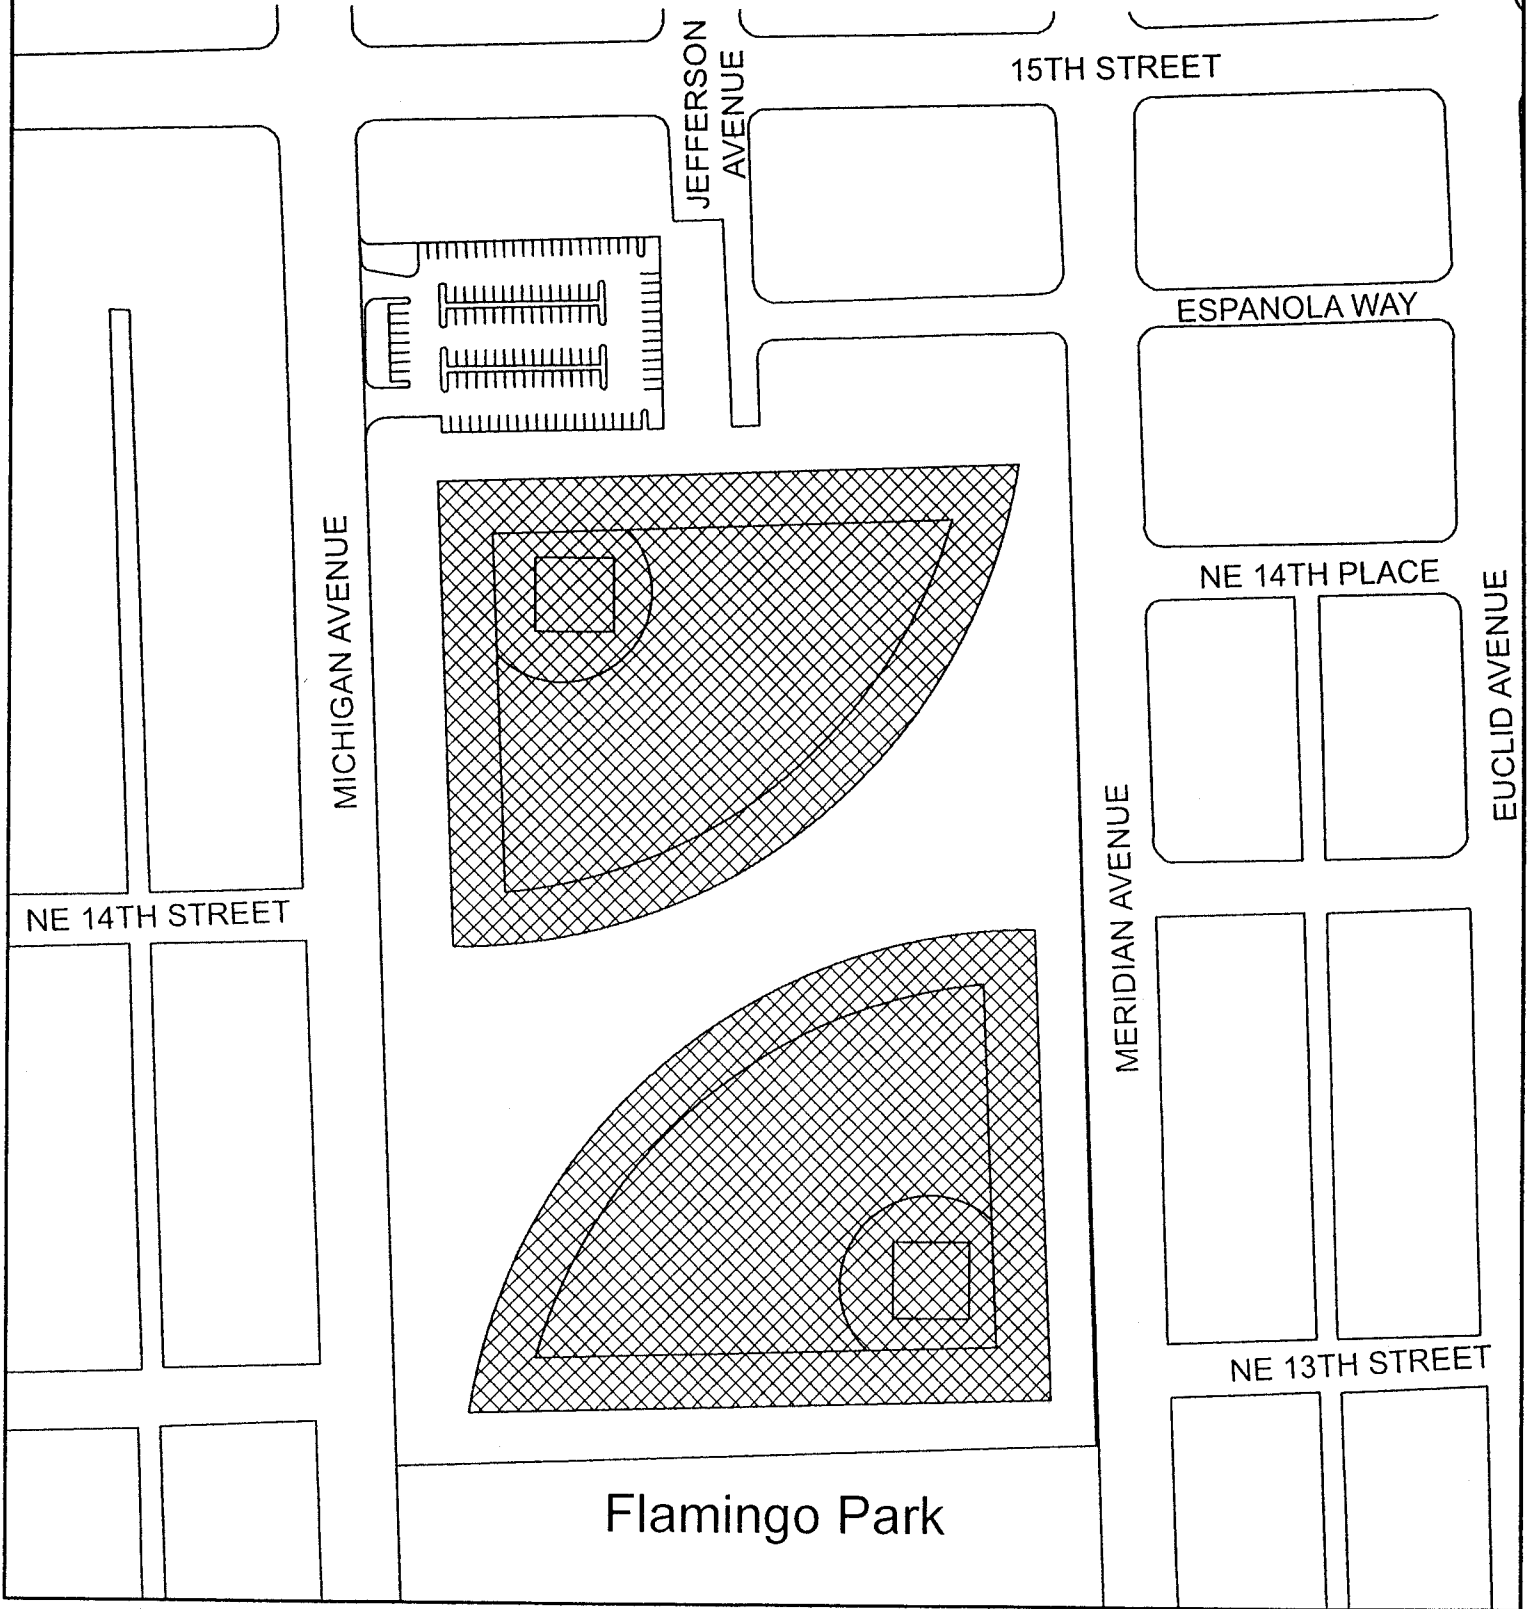 JEFFERSON
AVENUE
15TH STREET
ESPANOLA WAY
MICHIGAN AVENUE
NE 14TH PLACE
EUCLID AVENUE
MERIDIAN AVENUE
NE 14TH STREET
NE 13TH STREET
Flamingo Park